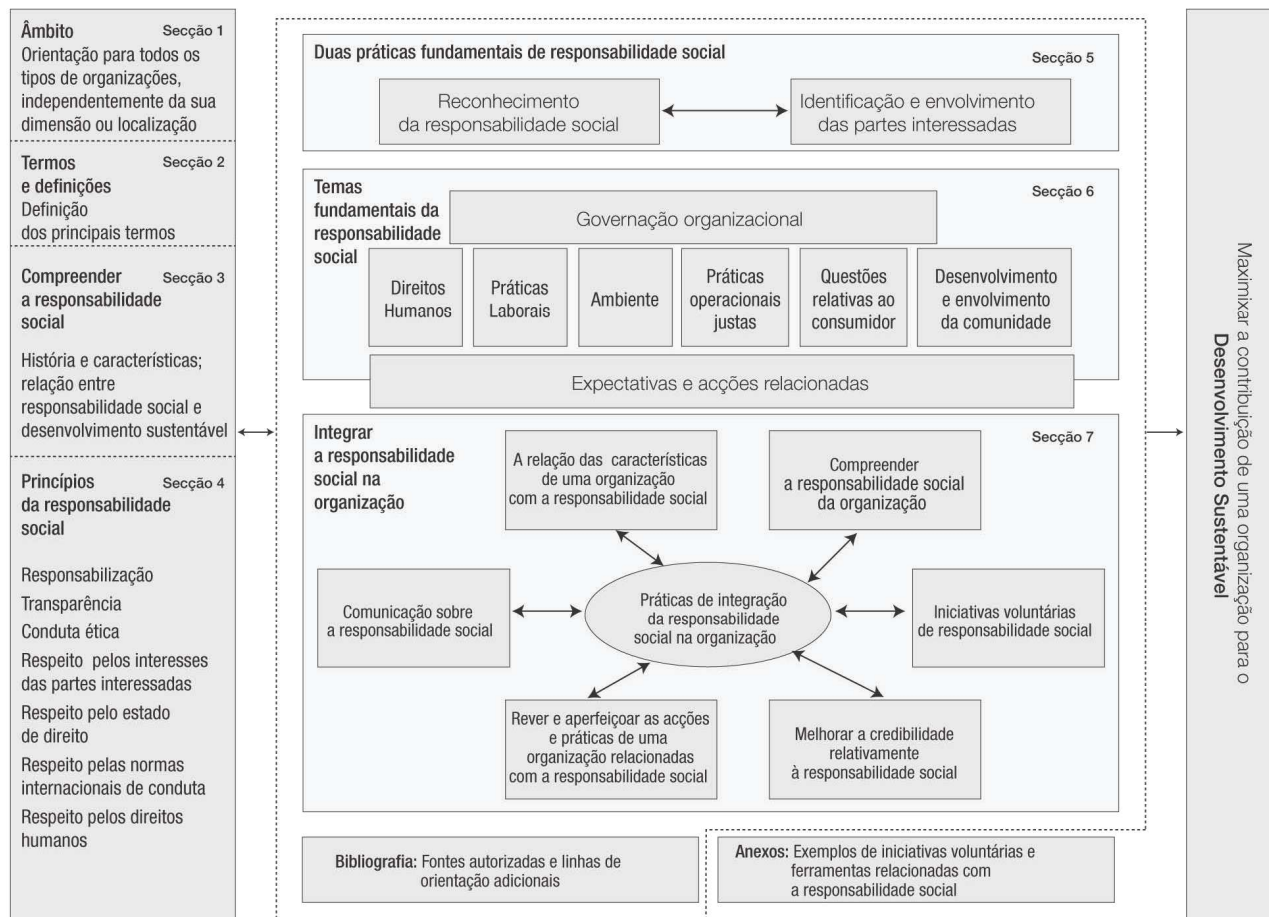 Âmbito Secção 1
Orientação para todos os
tipos de organizações,
independentemente da sua
dimensão ou localização
Termos Secção 2
e definições
Definição
dos principais termos
Compreender Secção 3
a responsabilidade
social
História e características;
relação entre
responsabilidade social e
desenvolvimento sustentável
Princípios Secção 4
da responsabilidade
social
Responsabilização
Transparência
Conduta ética
Respeito pelos interesses
das partes interessadas
Respeito pelo estado
de direito
Respeito pelas normas
internacionais de conduta
Respeito pelos direitos
humanos
Duas práticas fundamentais de responsabilidade social Secção 5
Reconhecimento
da responsabilidade social
Identificação e envolvimento
das partes interessadas
Temas Secção 6
fundamentais da
responsabilidade
social
Governação organizacional
Direitos
Humanos
Práticas
Laborais
Ambiente
Práticas
operacionais
justas
Questões
relativas ao
consumidor
Desenvolvimento
e envolvimento
da comunidade
Expectativas e acções relacionadas
Integrar Secção 7
a responsabilidade
social na
organização
A relação das características
de uma organização
com a responsabilidade social
Compreender
a responsabilidade social
da organização
Comunicação sobre
a responsabilidade social
Práticas de integração
da responsabilidade
social na organização
Iniciativas voluntárias
de responsabilidade social
Rever e aperfeiçoar as acções
e práticas de uma
organização relacionadas
com a responsabilidade social
Melhorar a credibilidade
relativamente
à responsabilidade social
Bibliografia: Fontes autorizadas e linhas de
orientação adicionais
Anexos: Exemplos de iniciativas voluntárias e
ferramentas relacionadas com
a responsabilidade social
Maximixar a contribuição de uma organização para o
Desenvolvimento Sustentável